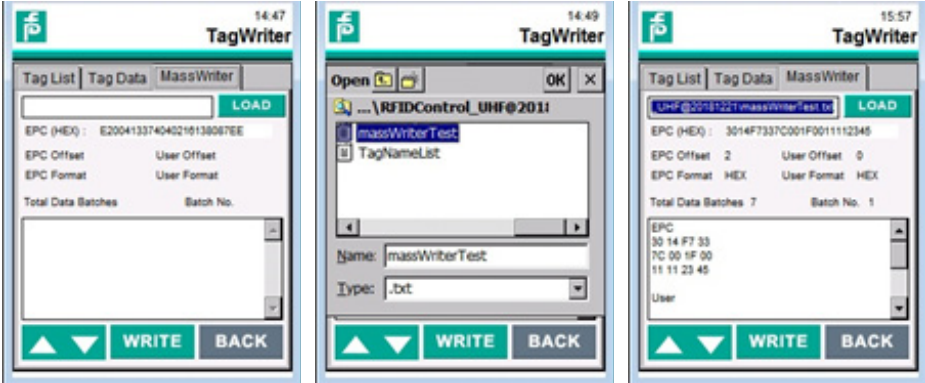 14:47
TagWriter
Tag List Tag Data MassWriter
LOAD
EPC (HEX) : E2004133740402161380 87EE
EPC Offset User Offset
EPC Format User Format
Total Data Batches Batch No.
WRITE BACK
14:49
TagWriter
Open OK ×
...\RFIDControl_UHF@2018
massWriterTest
TagNameList
Name: massWriterTest
Type: .txt
WRITE BACK
15:57
TagWriter
Tag List Tag Data MassWriter
_UHF@20181221\massWriterTest.txt LOAD
EPC (HEX) : 3014F7337C001F0011112345
EPC Offset 2 User Offset 0
EPC Format HEX User Format HEX
Total Data Batches 7 Batch No. 1
EPC
30 14 F7 33
7C 00 1F 00
11 11 23 45
User
WRITE BACK